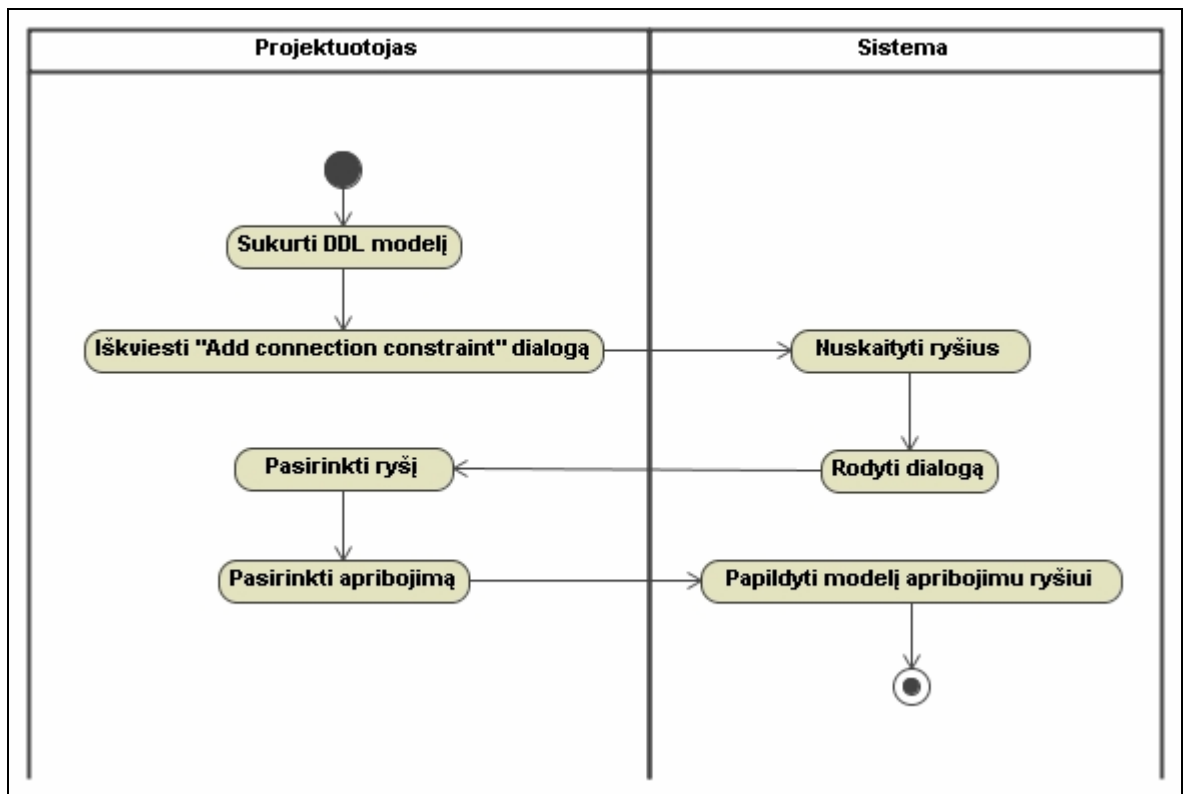 Projektuotojas
Sistema
Sukurti DDL modelį
Iškviesti "Add connection constraint" dialogą
Nuskaityti ryšius
Pasirinkti ryšį
Rodyti dialogą
Pasirinkti apribojimą
Papildyti modelį apribojimu ryšiui